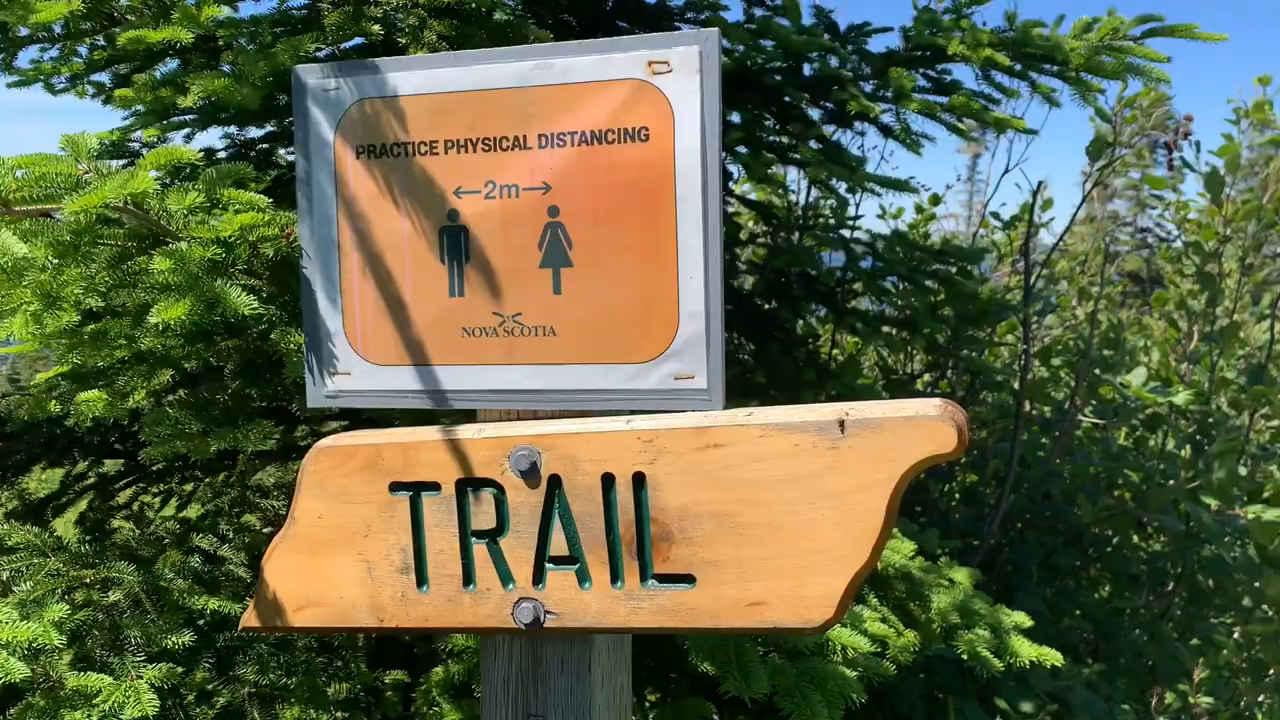 PRACTICE PHYSICAL DISTANCING
←2m→
NOVA SCOTIA
TRAIL